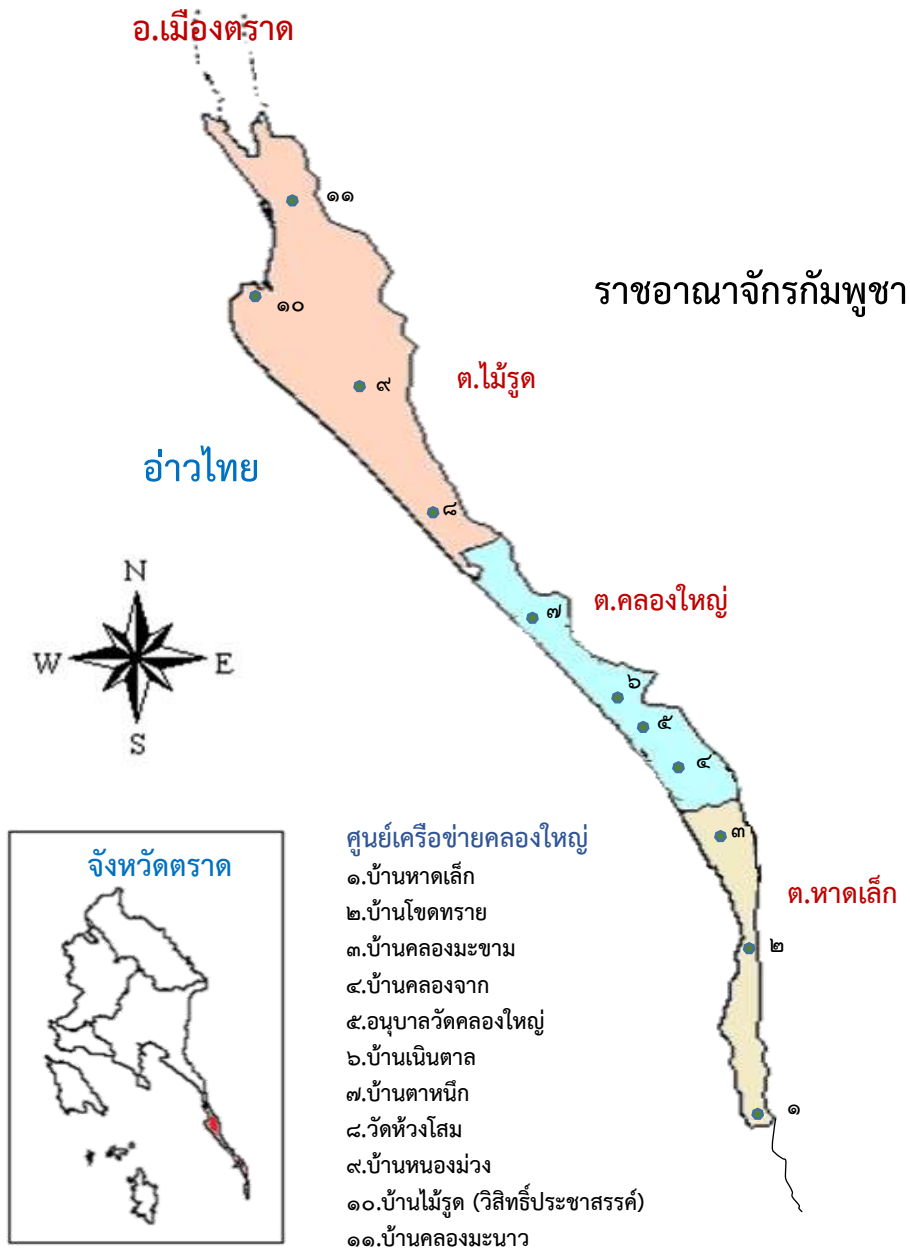 อ.เมืองตราด
๑๑
ราชอาณาจักรกัมพูชา
๑๐
ต.ไม้รูด
๙
อ่าวไทย
๘
N
W E
S
ต.คลองใหญ่
๗
๖
๕
๔
๓
ต.หาดเล็ก
๒
๑
จังหวัดตราด
ศูนย์เครือข่ายคลองใหญ่
๑.บ้านหาดเล็ก
๒.บ้านโขดทราย
๓.บ้านคลองมะขาม
๔.บ้านคลองจาก
๕.อนุบาลวัดคลองใหญ่
๖.บ้านเนินตาล
๗.บ้านตาหนึก
๘.วัดห้วงโสม
๙.บ้านหนองม่วง
๑๐.บ้านไม้รูด (วิสิทธิ์ประชาสรรค์)
๑๑.บ้านคลองมะนาว